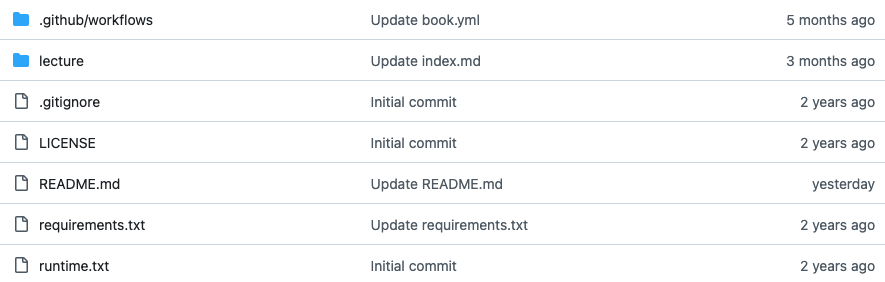 .github/workflows Update book.yml 5 months ago
lecture Update index.md 3 months ago
.gitignore Initial commit 2 years ago
LICENSE Initial commit 2 years ago
README.md Update README.md yesterday
requirements.txt Update requirements.txt 2 years ago
runtime.txt Initial commit 2 years ago